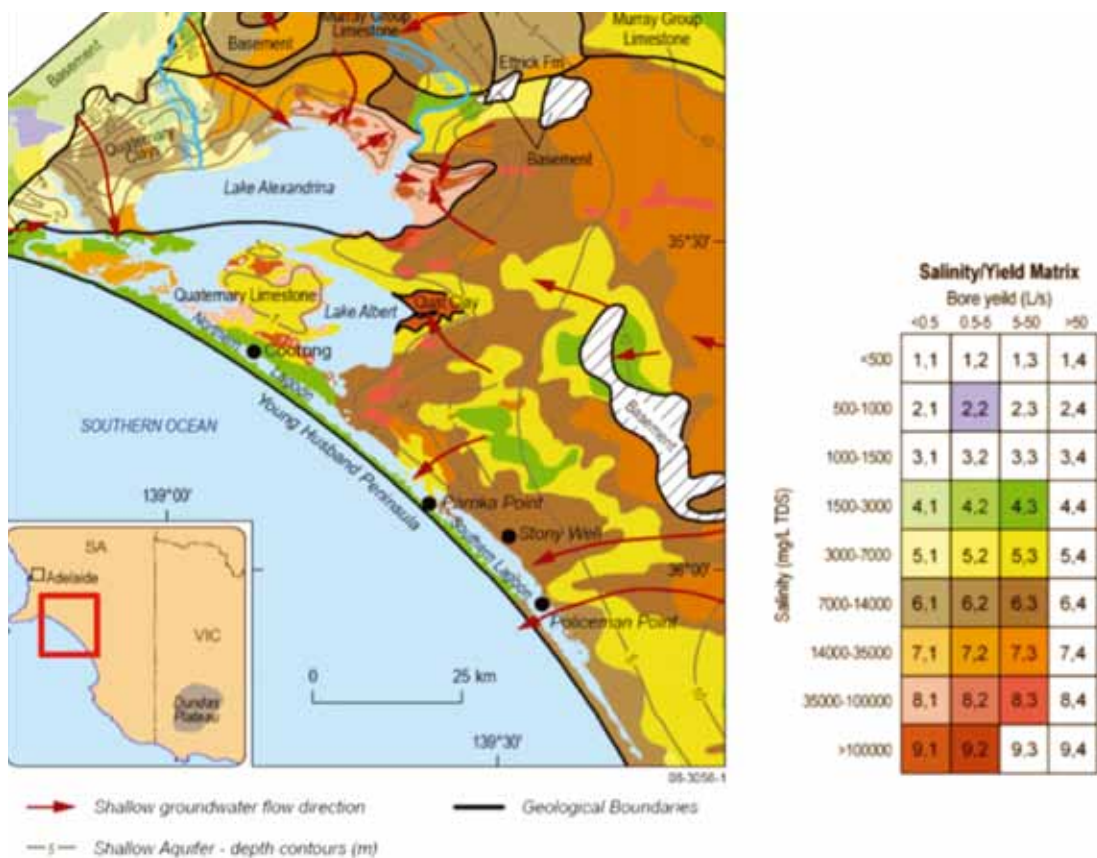 Murray Group
Limestone
Murray Group
Limestone
Basement
Basement
Ettrick Fm
Quaternary
Clays
Basement
Lake Alexandrina
35°30'
Quaternary Limestone
Lake Albert
Quat Clay
Northern
Lagoon
Cootong
SOUTHERN OCEAN
Young Husband Peninsula
Basement
139°00'
Parnka Point
Southern Lagoon
Stony Well
36°00'
Policeman Point
SA
Adelaide
VIC
Dundas
Plateau
0
25 km
139°30'
08-3056-1
Shallow groundwater flow direction
Geological Boundaries
5
Shallow Aquifer - depth contours (m)
Salinity/Yield Matrix
Bore yeild (L/s)
<0.5 0.5-5 5-50 >50
Salinity (mg/L TDS)
<500 1,1 1,2 1,3 1,4
500-1000 2,1 2,2 2,3 2,4
1000-1500 3,1 3,2 3,3 3,4
1500-3000 4,1 4,2 4,3 4,4
3000-7000 5,1 5,2 5,3 5,4
7000-14000 6,1 6,2 6,3 6,4
14000-35000 7,1 7,2 7,3 7,4
35000-100000 8,1 8,2 8,3 8,4
>100000 9,1 9,2 9,3 9,4